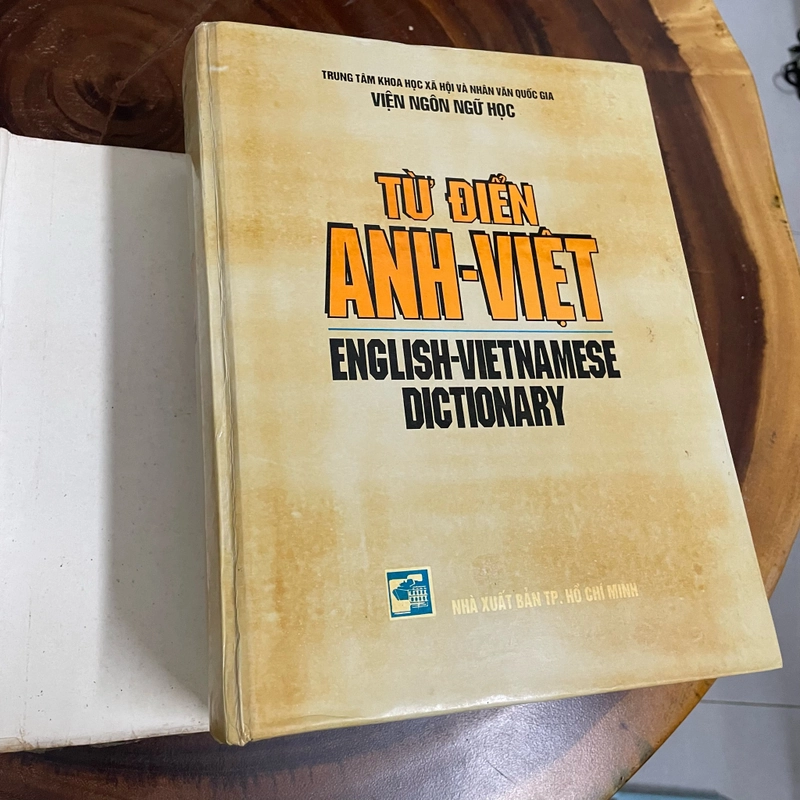 TRUNG TÂM KHOA HỌC XÃ HỘI VÀ NHÂN VĂN QUỐC GIA
VIỆN NGÔN NGỮ HỌC
TỪ ĐIỂN
ANH-VIỆT
ENGLISH-VIETNAMESE
DICTIONARY
NHÀ XUẤT BẢN TP. HỒ CHÍ MINH